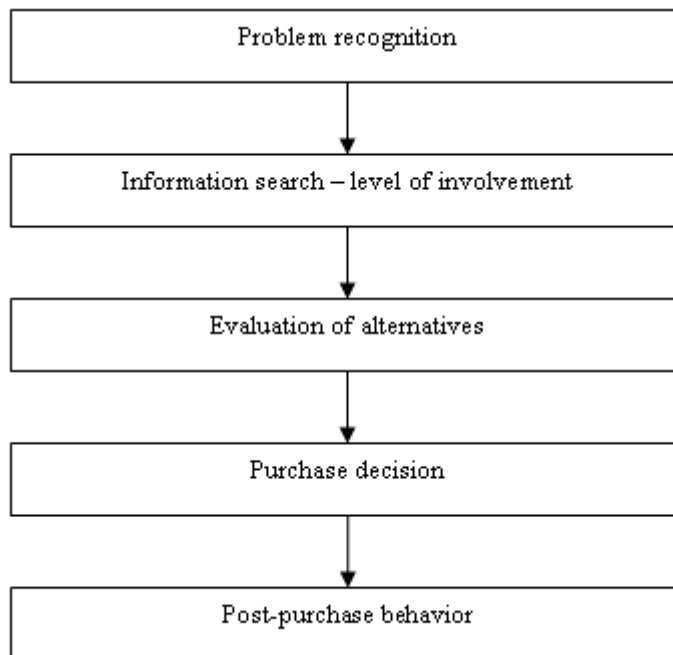 Problem recognition
Information search – level of involvement
Evaluation of alternatives
Purchase decision
Post-purchase behavior